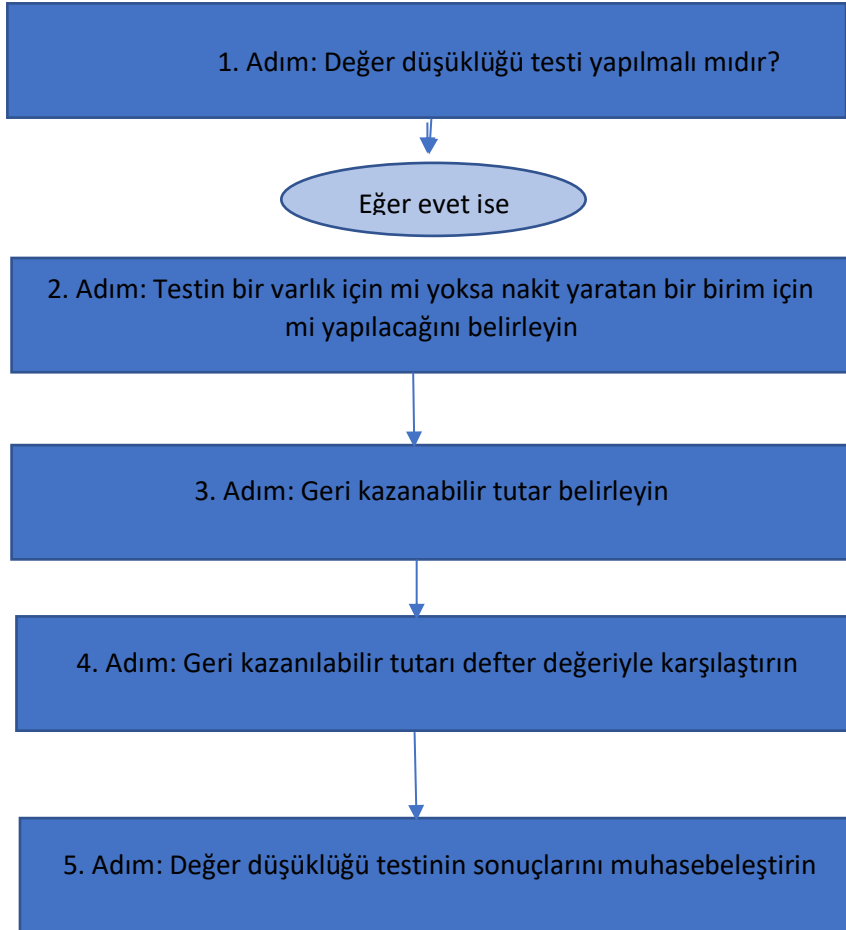 1. Adım: Değer düşüklüğü testi yapılmalı mıdır?
Eğer evet ise
2. Adım: Testin bir varlık için mi yoksa nakit yaratan bir birim için
mi yapılacağını belirleyin
3. Adım: Geri kazanabilir tutar belirleyin
4. Adım: Geri kazanılabilir tutarı defter değeriyle karşılaştırın
5. Adım: Değer düşüklüğü testinin sonuçlarını muhasebeleştirin